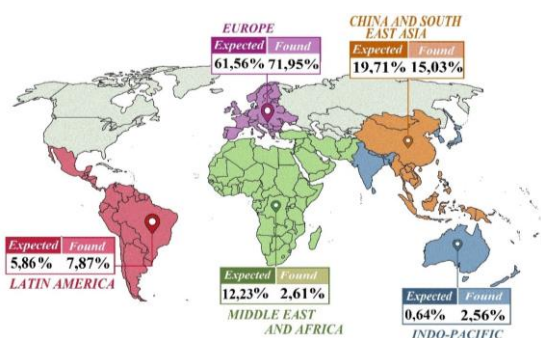 EUROPE
Expected Found
61,56% 71,95%
CHINA AND SOUTH
EAST ASIA
Expected Found
19,71% 15,03%
Expected Found
5,86% 7,87%
LATIN AMERICA
Expected Found
12,23% 2,61%
MIDDLE EAST
AND AFRICA
Expected Found
0,64% 2,56%
INDO-PACIFIC